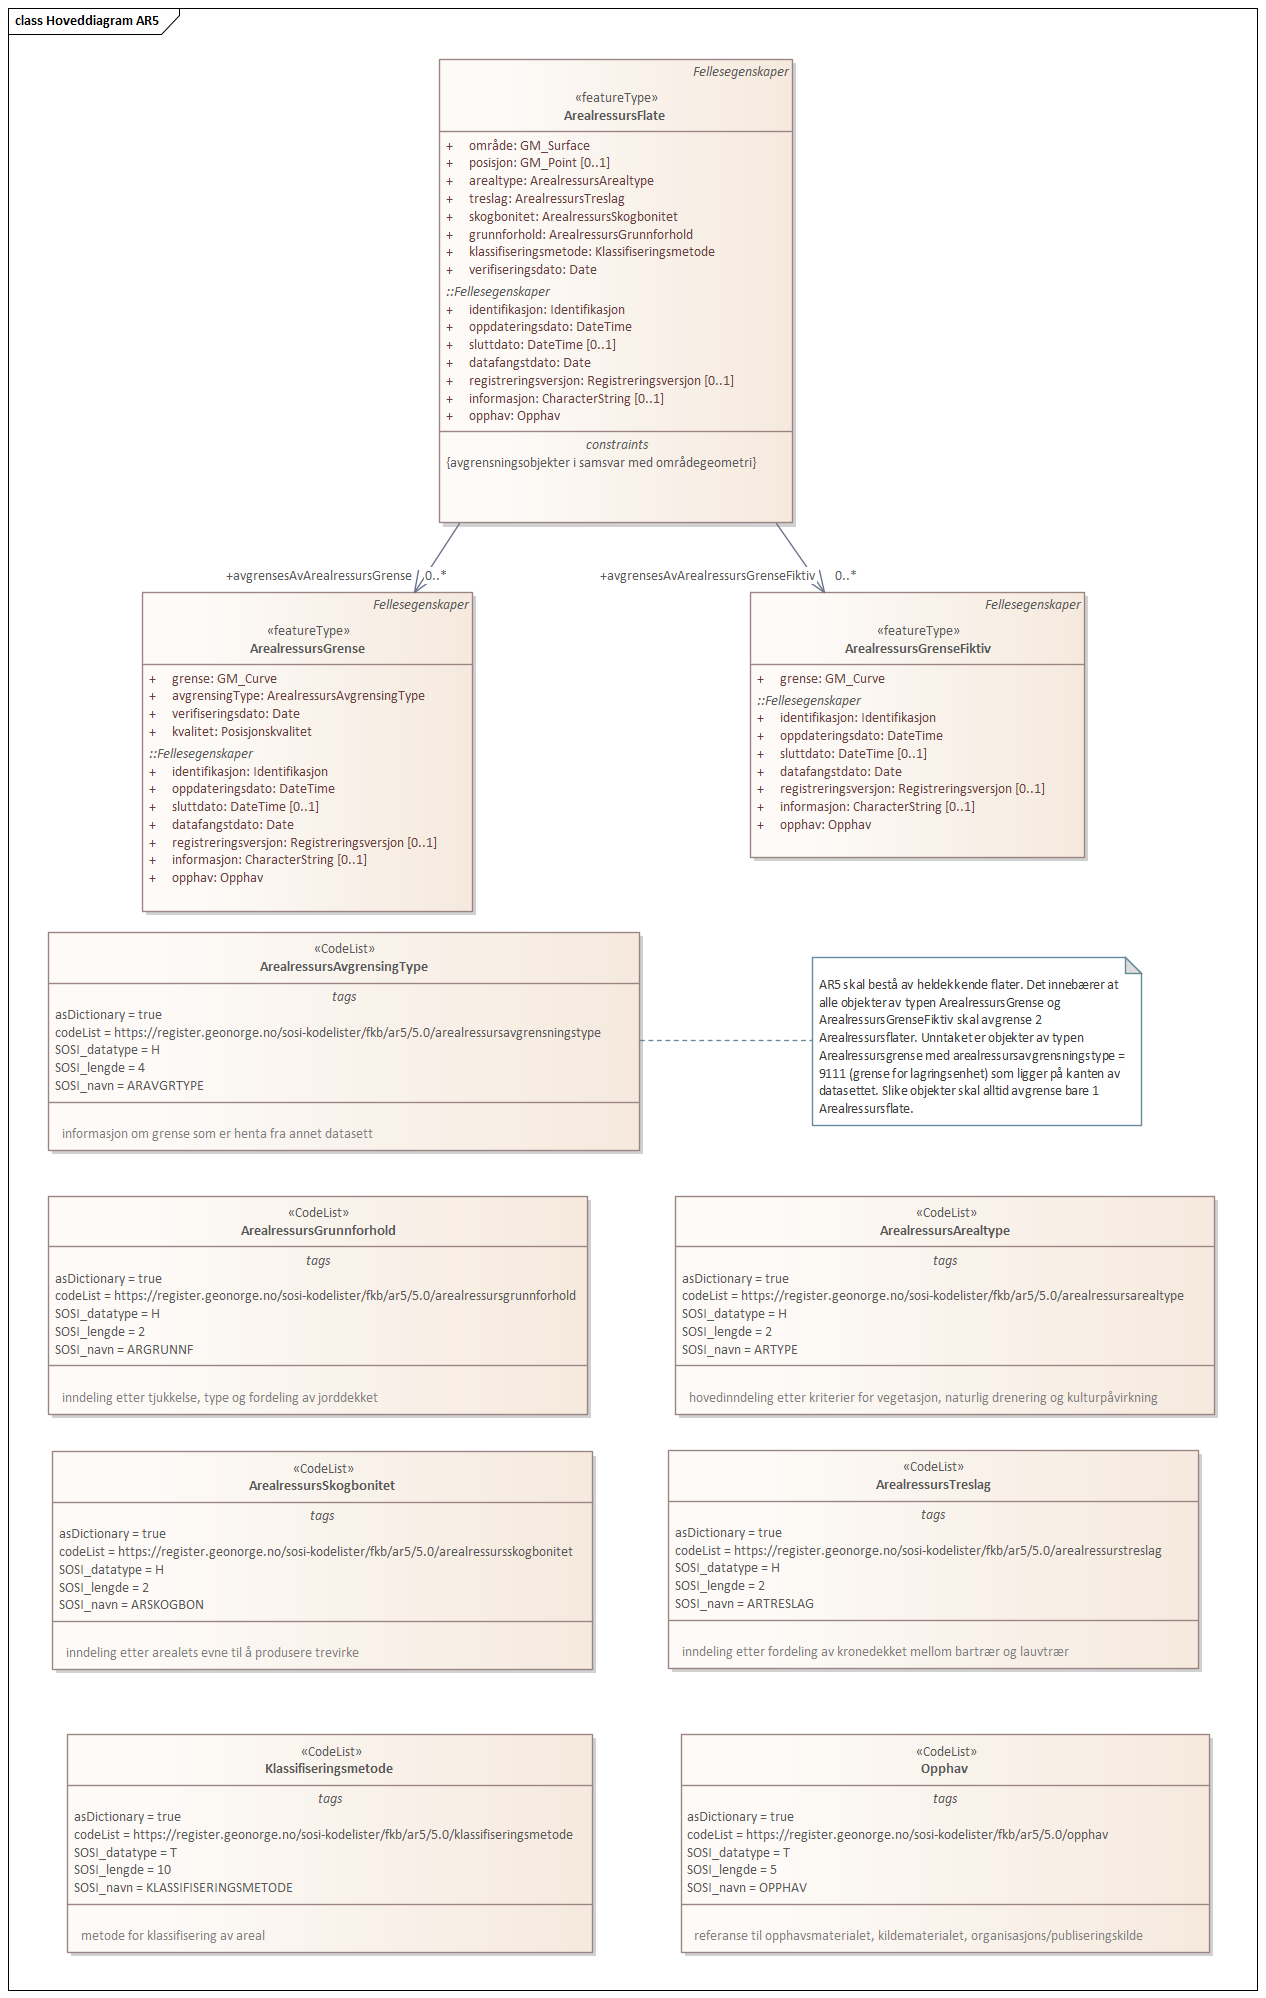 class Hoveddiagram AR5
Fellesegenskaper
«featureType»
ArealressursFlate
+ område: GM_Surface
+ posisjon: GM_Point [0..1]
+ arealtype: ArealressursArealtype
+ treslag: ArealressursTreslag
+ skogbonitet: ArealressursSkogbonitet
+ grunnforhold: ArealressursGrunnforhold
+ klassifiseringsmetode: Klassifiseringsmetode
+ verifiseringsdato: Date
::Fellesegenskaper
+ identifikasjon: Identifikasjon
+ oppdateringsdato: DateTime
+ sluttdato: DateTime [0..1]
+ datafangstdato: Date
+ registreringsversjon: Registreringsversjon [0..1]
+ informasjon: CharacterString [0..1]
+ opphav: Opphav
constraints
{avgrensningsobjekter i samsvar med områdegeometri}
+avgrensesAvArealressursGrense 0..*
+avgrensesAvArealressursGrenseFiktiv 0..*
Fellesegenskaper
«featureType»
ArealressursGrense
+ grense: GM_Curve
+ avgrensingType: ArealressursAvgrensingType
+ verifiseringsdato: Date
+ kvalitet: Posisjonskvalitet
::Fellesegenskaper
+ identifikasjon: Identifikasjon
+ oppdateringsdato: DateTime
+ sluttdato: DateTime [0..1]
+ datafangstdato: Date
+ registreringsversjon: Registreringsversjon [0..1]
+ informasjon: CharacterString [0..1]
+ opphav: Opphav
Fellesegenskaper
«featureType»
ArealressursGrenseFiktiv
+ grense: GM_Curve
::Fellesegenskaper
+ identifikasjon: Identifikasjon
+ oppdateringsdato: DateTime
+ sluttdato: DateTime [0..1]
+ datafangstdato: Date
+ registreringsversjon: Registreringsversjon [0..1]
+ informasjon: CharacterString [0..1]
+ opphav: Opphav
«CodeList»
ArealressursAvgrensingType
tags
asDictionary = true
codeList = https://register.geonorge.no/sosi-kodelister/fkb/ar5/5.0/arealressursavgrensningstype
SOSI_datatype = H
SOSI_lengde = 4
SOSI_navn = ARAVGRTYPE
informasjon om grense som er henta fra annet datasett
AR5 skal bestå av heldekkende flater. Det innebærer at
alle objekter av typen ArealressursGrense og
ArealressursGrenseFiktiv skal avgrense 2
Arealressursflater. Unntaket er objekter av typen
Arealressursgrense med arealressursavgrensningstype =
9111 (grense for lagringsenhet) som ligger på kanten av
datasettet. Slike objekter skal alltid avgrense bare 1
Arealressursflate.
«CodeList»
ArealressursGrunnforhold
tags
asDictionary = true
codeList = https://register.geonorge.no/sosi-kodelister/fkb/ar5/5.0/arealressursgrunnforhold
SOSI_datatype = H
SOSI_lengde = 2
SOSI_navn = ARGRUNNF
inndeling etter tjukkelse, type og fordeling av jorddekket
«CodeList»
ArealressursArealtype
tags
asDictionary = true
codeList = https://register.geonorge.no/sosi-kodelister/fkb/ar5/5.0/arealressursarealtype
SOSI_datatype = H
SOSI_lengde = 2
SOSI_navn = ARTYPE
hovedinndeling etter kriterier for vegetasjon, naturlig drenering og kulturpåvirkning
«CodeList»
ArealressursSkogbonitet
tags
asDictionary = true
codeList = https://register.geonorge.no/sosi-kodelister/fkb/ar5/5.0/arealressursskogbonitet
SOSI_datatype = H
SOSI_lengde = 2
SOSI_navn = ARSKOGBON
inndeling etter arealets evne til å produsere trevirke
«CodeList»
ArealressursTreslag
tags
asDictionary = true
codeList = https://register.geonorge.no/sosi-kodelister/fkb/ar5/5.0/arealressurstreslag
SOSI_datatype = H
SOSI_lengde = 2
SOSI_navn = ARTRESLAG
inndeling etter fordeling av kronedekket mellom bartrær og lauvtrær
«CodeList»
Klassifiseringsmetode
tags
asDictionary = true
codeList = https://register.geonorge.no/sosi-kodelister/fkb/ar5/5.0/klassifiseringsmetode
SOSI_datatype = T
SOSI_lengde = 10
SOSI_navn = KLASSIFISERINGSMETODE
metode for klassifisering av areal
«CodeList»
Opphav
tags
asDictionary = true
codeList = https://register.geonorge.no/sosi-kodelister/fkb/ar5/5.0/opphav
SOSI_datatype = T
SOSI_lengde = 5
SOSI_navn = OPPHAV
referanse til opphavsmaterialet, kildematerialet, organisasjons/publiseringskilde